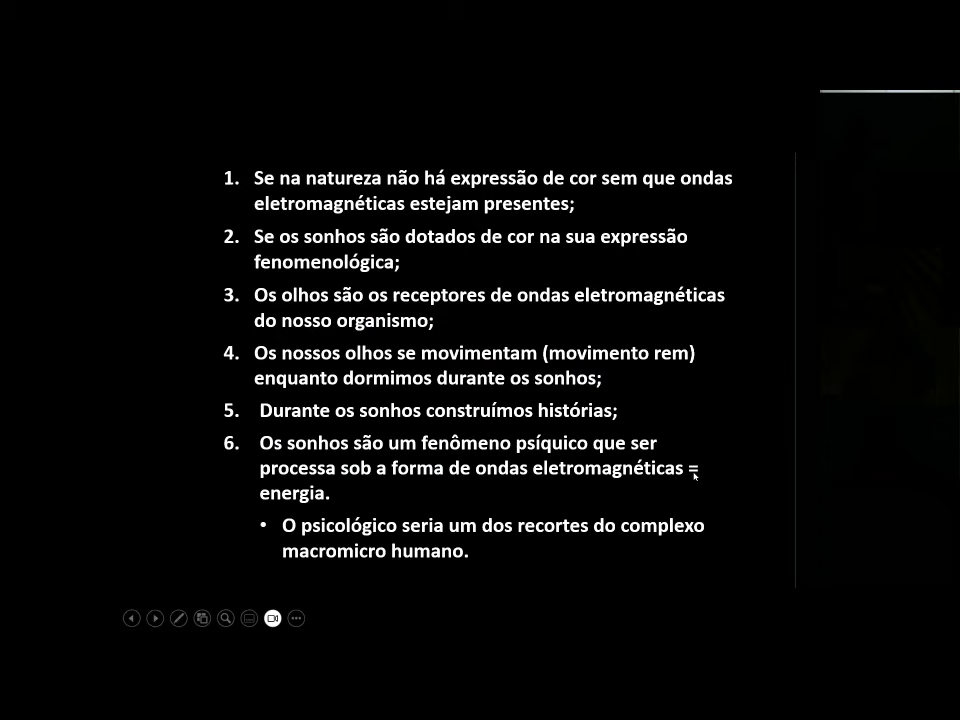 1. Se na natureza não há expressão de cor sem que ondas
eletromagnéticas estejam presentes;
2. Se os sonhos são dotados de cor na sua expressão
fenomenológica;
3. Os olhos são os receptores de ondas eletromagnéticas
do nosso organismo;
4. Os nossos olhos se movimentam (movimento rem)
enquanto dormimos durante os sonhos;
5. Durante os sonhos construímos histórias;
6. Os sonhos são um fenômeno psíquico que ser
processa sob a forma de ondas eletromagnéticas =
energia.
• O psicológico seria um dos recortes do complexo
macromicro humano.